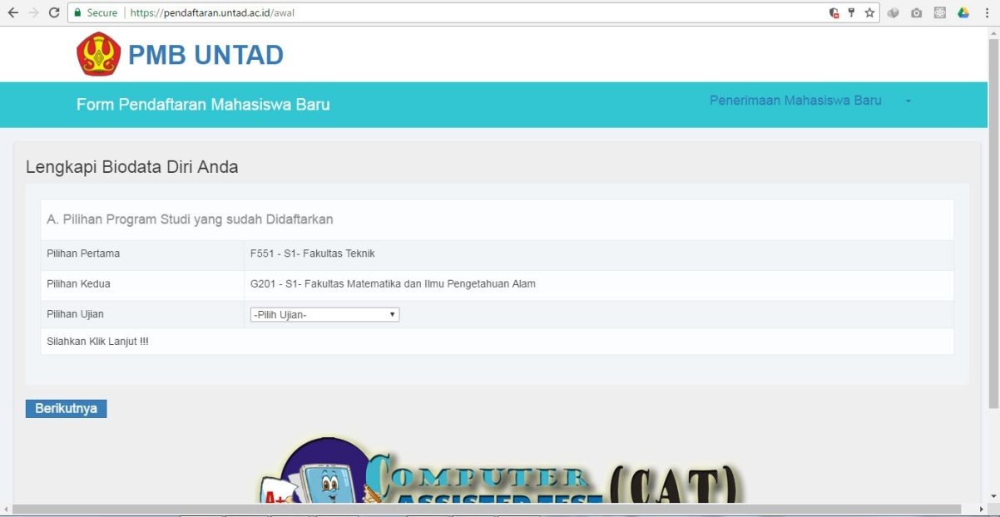 Secure | https://pendaftaran.untad.ac.id/awal
PMB UNTAD
Form Pendaftaran Mahasiswa Baru
Penerimaan Mahasiswa Baru
Lengkapi Biodata Diri Anda
A. Pilihan Program Studi yang sudah Didaftarkan
Pilihan Pertama F551 - S1- Fakultas Teknik
Pilihan Kedua G201 - S1- Fakultas Matematika dan Ilmu Pengetahuan Alam
Pilihan Ujian -Pilih Ujian-
Silahkan Klik Lanjut !!!
Berikutnya
COMPUTER (CAT)
ASSISTED TEST
A+